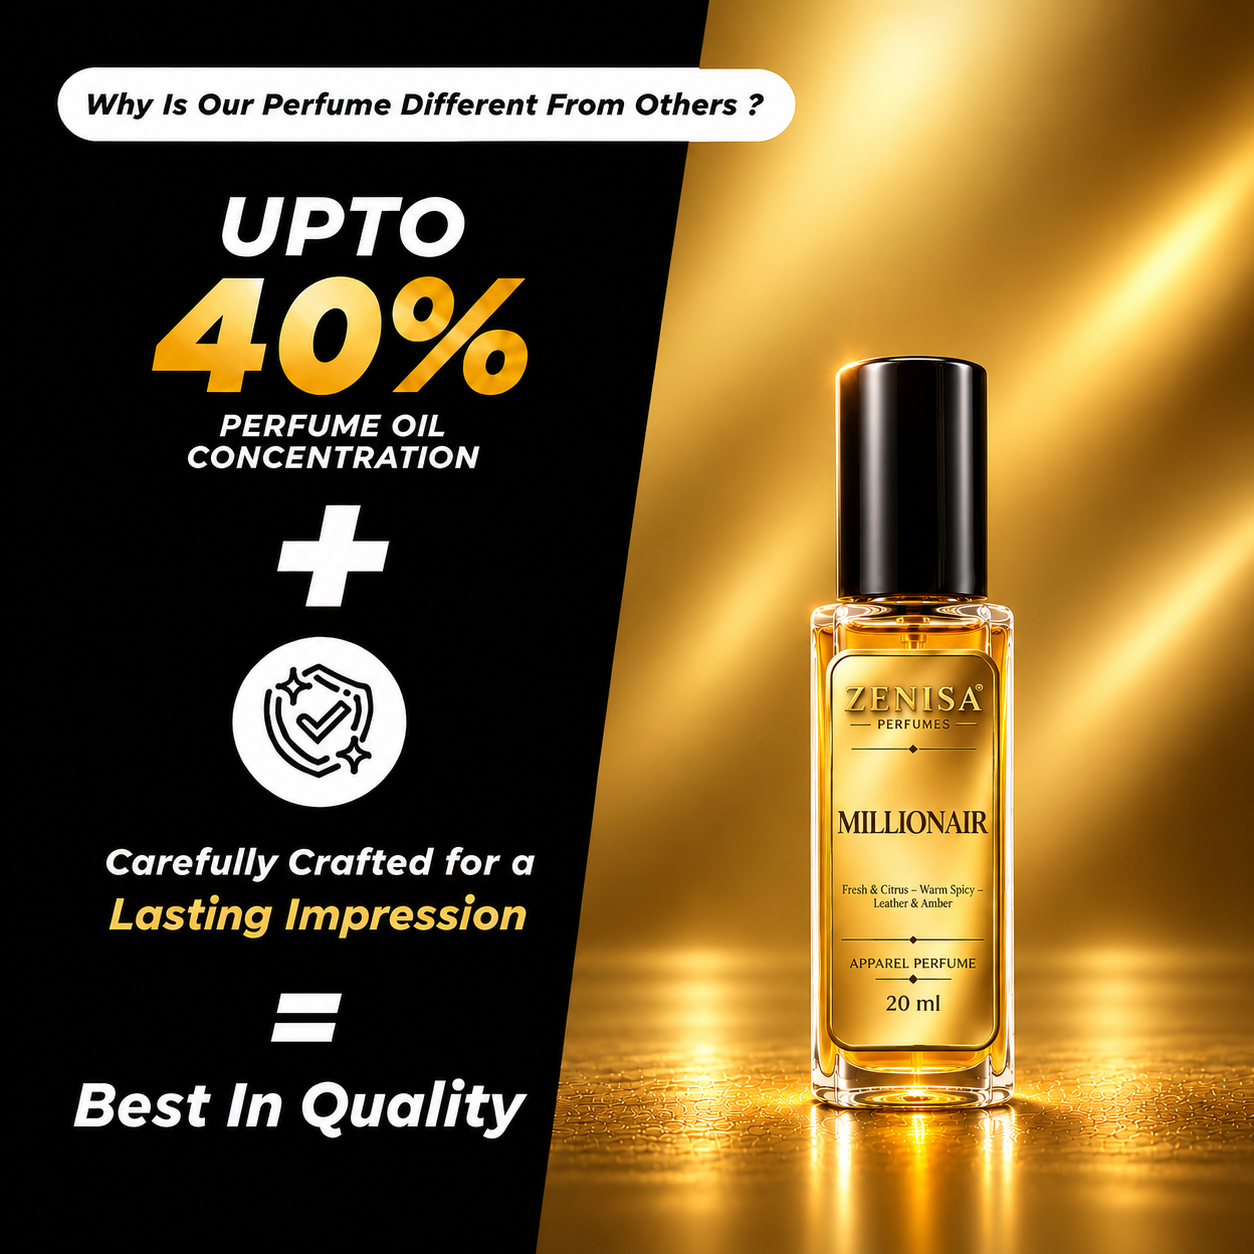 Why Is Our Perfume Different From Others ?
UPTO
40%
PERFUME OIL
CONCENTRATION
+
Carefully Crafted for a
Lasting Impression
=
Best In Quality
ZENISA®
PERFUMES
MILLIONAIR
Fresh & Citrus – Warm Spicy –
Leather & Amber
APPAREL PERFUME
20 ml